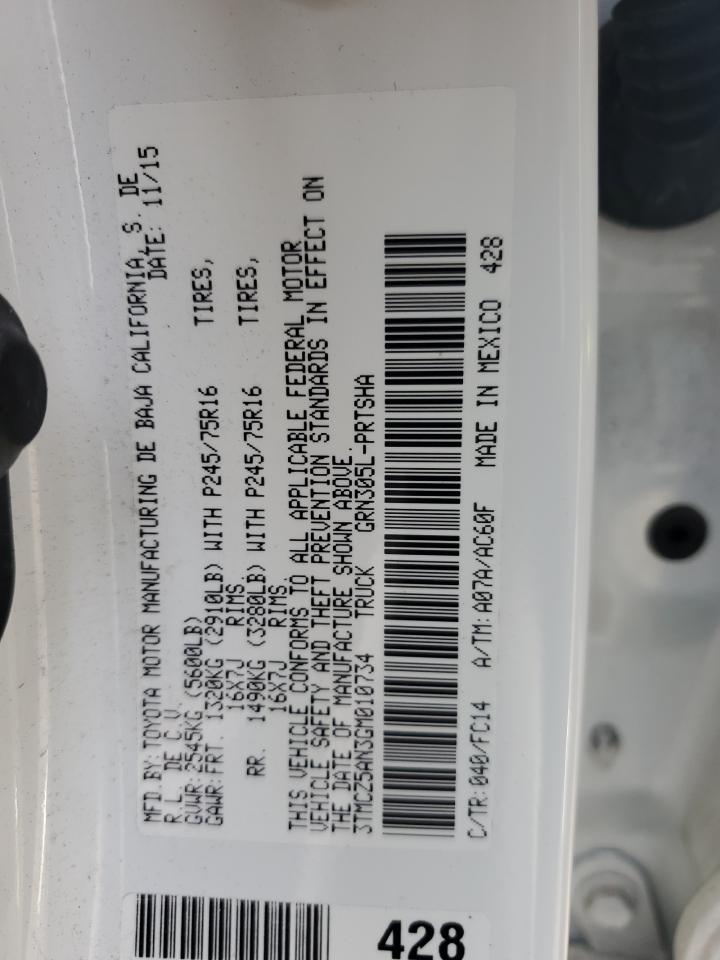 MFD.BY:TOYOTA MOTOR MANUFACTURING DE BAJA CALIFORNIA, S. DE
R.L. DE C.V. DATE: 11/15
GVWR:2545KG (5600LB)
GAWR:FRT. 1320KG (2910LB) WITH P245/75R16 TIRES,
16X7J RIMS.
RR. 1490KG (3280LB) WITH P245/75R16 TIRES,
16X7J RIMS
THIS VEHICLE CONFORMS TO ALL APPLICABLE FEDERAL MOTOR
VEHICLE SAFETY AND THEFT PREVENTION STANDARDS IN EFFECT ON
THE DATE OF MANUFACTURE SHOWN ABOVE.
3TMCZ5AN3GM010734 TRUCK GRN305L-PRTSHA
C/TR:040/FC14 A/TM:A07A/AC60F MADE IN MEXICO 428
428